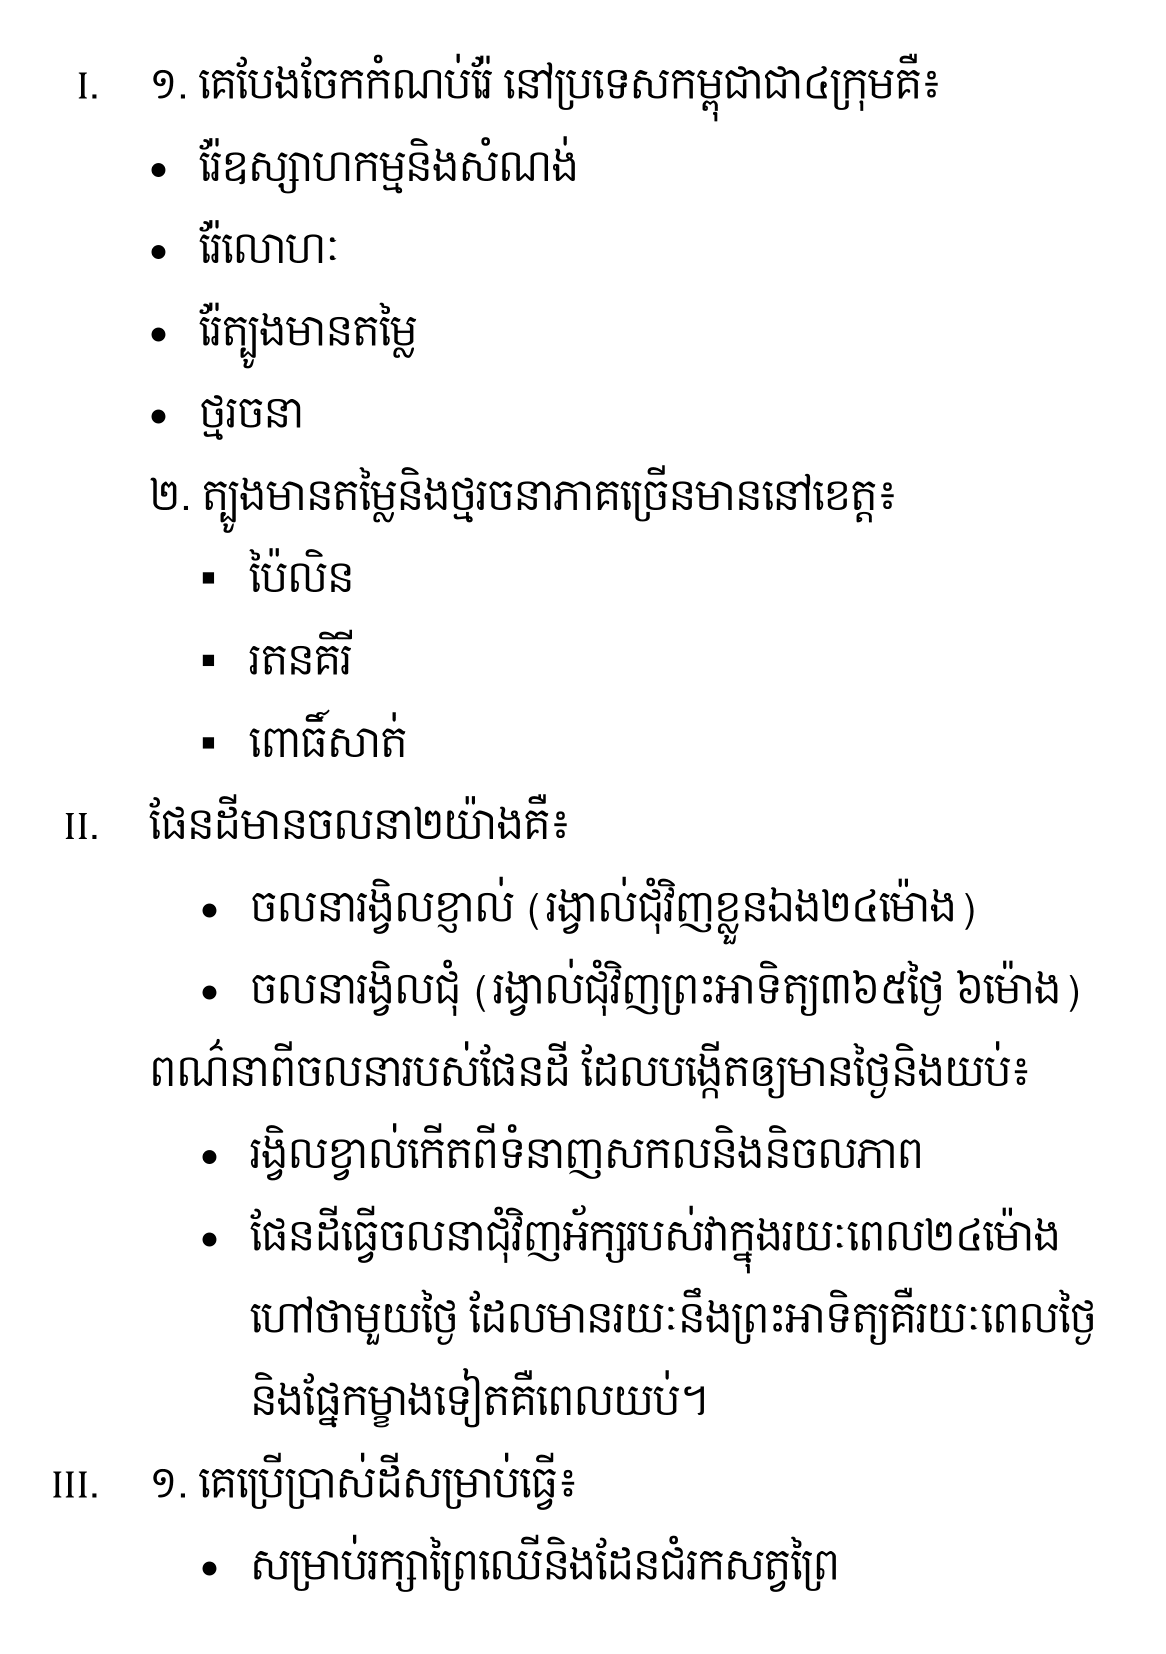 I. ១. គេបែងចែកកំណប់រ៉ែ នៅប្រទេសកម្ពុជាជា៤ក្រុមគឺ៖
• រ៉ែឧស្សាហកម្មនិងសំណង់
• រ៉ែលោហៈ
• រ៉ែត្បូងមានតម្លៃ
• ថ្មរចនា
២. ត្បូងមានតម្លៃនិងថ្មរចនាភាគច្រើនមាននៅខេត្ត៖
▪ ប៉ៃលិន
▪ រតនគិរី
▪ ពោធិ៍សាត់
II. ផែនដីមានចលនា២យ៉ាងគឺ៖
• ចលនារង្វិលខ្ញាល់ (រង្វាល់ជុំវិញខ្លួនឯង២៤ម៉ោង)
• ចលនារង្វិលជុំ (រង្វាល់ជុំវិញព្រះអាទិត្យ៣៦៥ថ្ងៃ ៦ម៉ោង)
ពណ៌នាពីចលនារបស់ផែនដី ដែលបង្កើតឲ្យមានថ្ងៃនិងយប់៖
• រង្វិលខ្វាល់កើតពីទំនាញសកលនិងនិចលភាព
• ផែនដីធ្វើចលនាជុំវិញអ័ក្សរបស់វាក្នុងរយៈពេល២៤ម៉ោង
ហៅថាមួយថ្ងៃ ដែលមានរយៈនឹងព្រះអាទិត្យគឺរយៈពេលថ្ងៃ
និងផ្នែកម្ខាងទៀតគឺពេលយប់។
III. ១. គេប្រើប្រាស់ដីសម្រាប់ធ្វើ៖
• សម្រាប់រក្សាព្រៃឈើនិងដែនជំរកសត្វព្រៃ